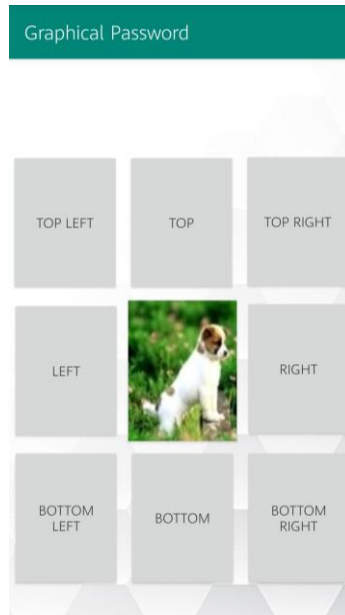 Graphical Password
TOP LEFT
TOP
TOP RIGHT
LEFT
RIGHT
BOTTOM
LEFT
BOTTOM
BOTTOM
RIGHT